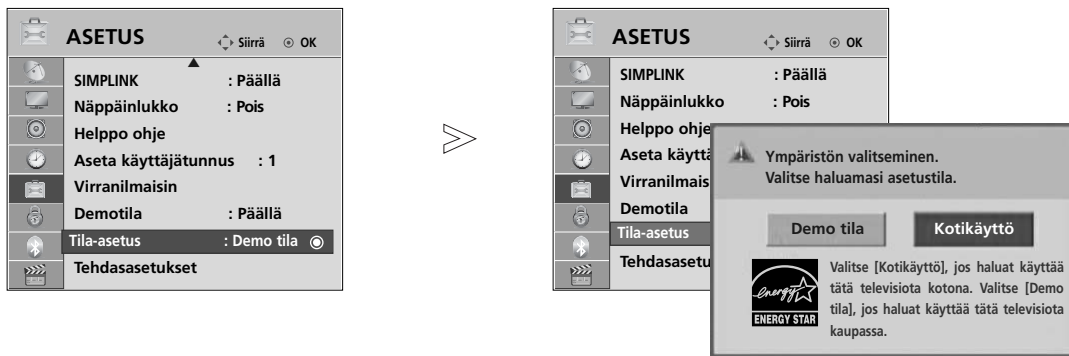 ASETUS
Siirrä
OK
SIMPLINK : Päällä
Näppäinlukko : Pois
Helppo ohje
Aseta käyttäjätunnus : 1
Virranilmaisin
Demotila : Päällä
Tila-asetus : Demo tila
Tehdasasetukset
ASETUS
Siirrä
OK
SIMPLINK : Päällä
Näppäinlukko : Pois
Helppo ohje
Aseta käyttä
Virranilmais
Demotila
Tila-asetus
Tehdasasetu
Ympäristön valitseminen.
Valitse haluamasi asetustila.
Demo tila
Kotikäyttö
energy
ENERGY STAR
Valitse [Kotikäyttö], jos haluat käyttää
tätä televisiota kotona. Valitse [Demo
tila], jos haluat käyttää tätä televisiota
kaupassa.